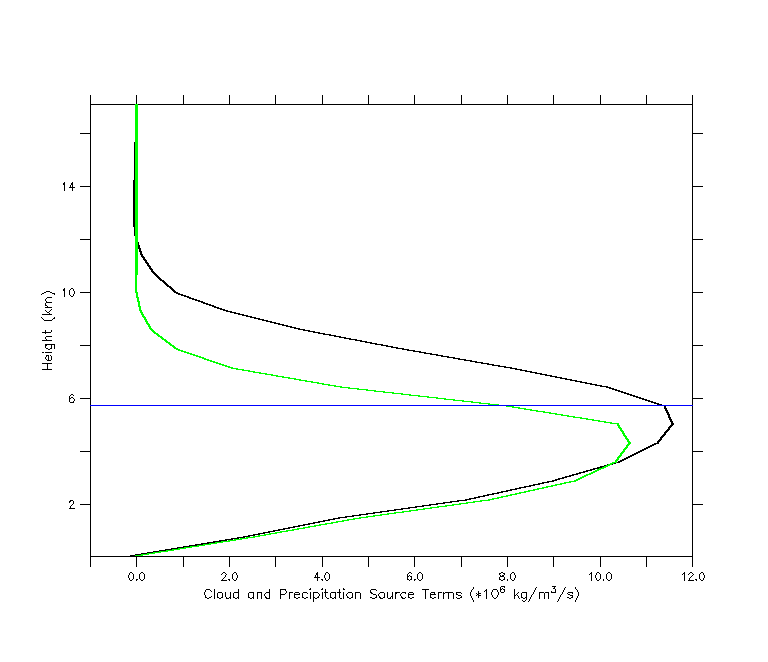 14
10
6
2
Height (km)
0.0 2.0 4.0 6.0 8.0 10.0 12.0
Cloud and Precipitation Source Terms (*10⁶ kg/m³/s)